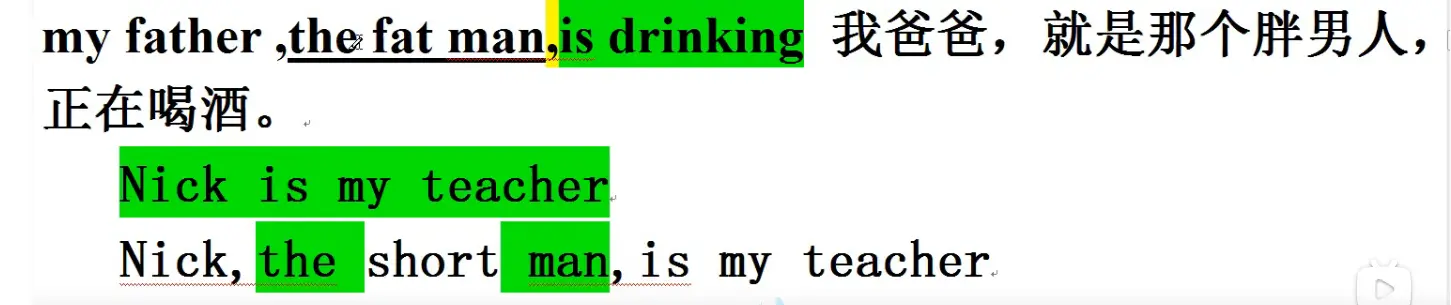 my father ,the fat man,is drinking 我爸爸，就是那个胖男人，
正在喝酒。
Nick is my teacher
Nick,the short man,is my teacher